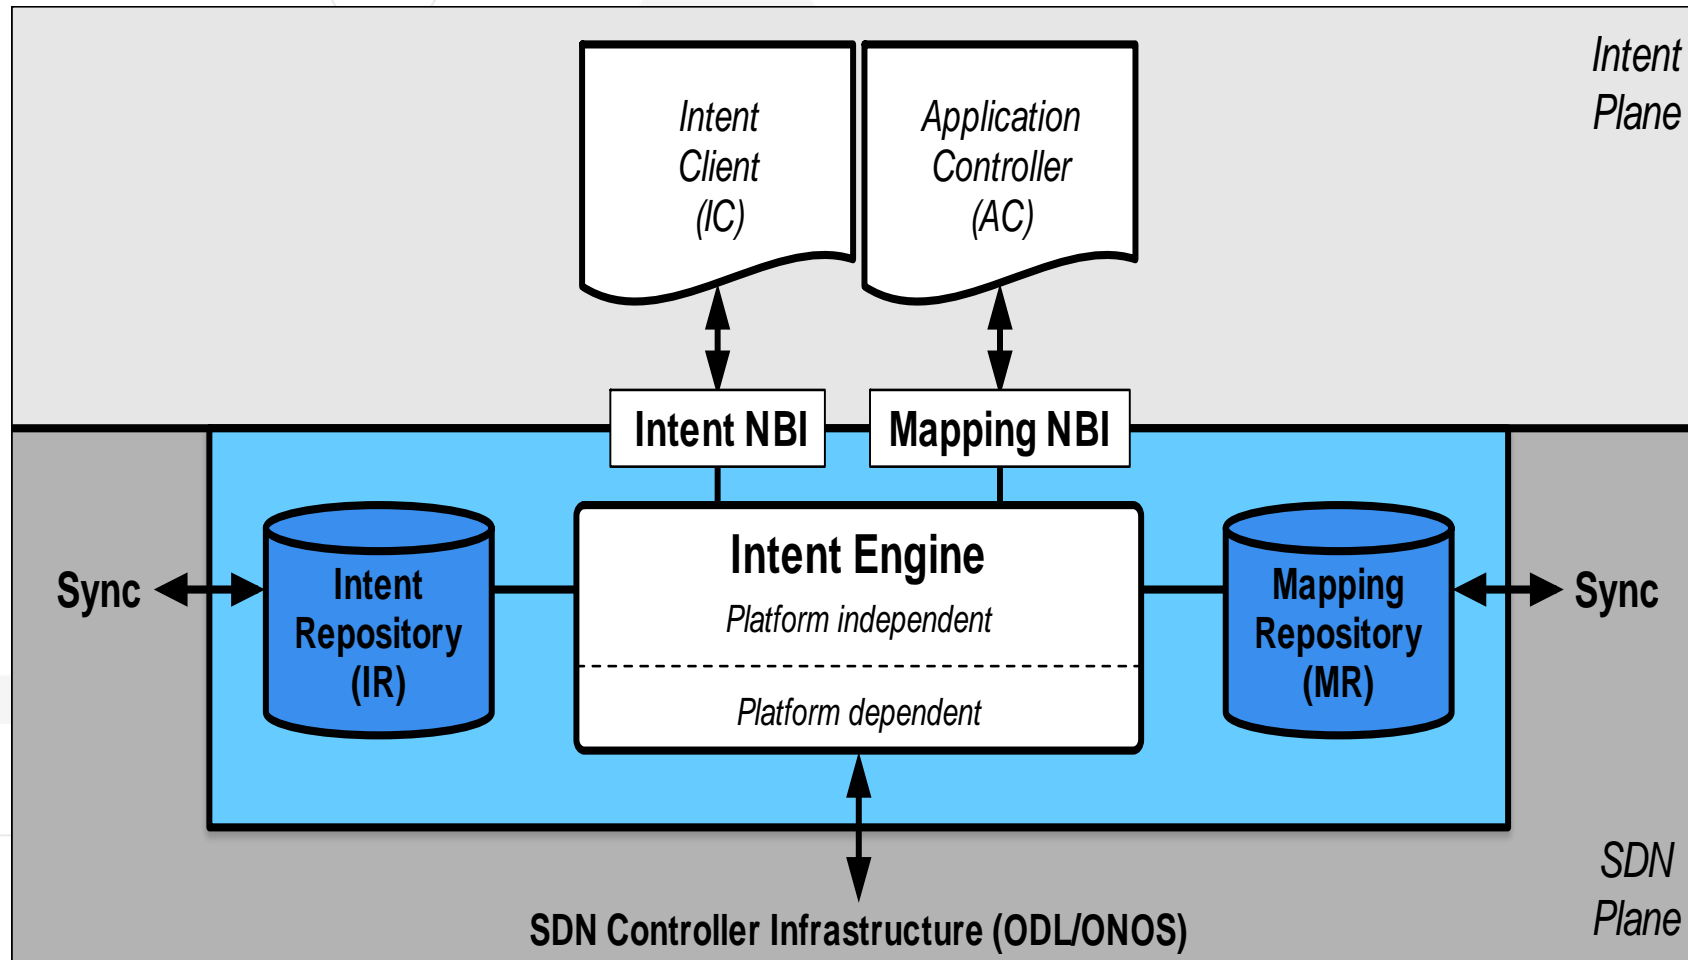 Intent
Plane
Intent
Client
(IC)
Application
Controller
(AC)
Intent NBI
Mapping NBI
Sync
Intent
Repository
(IR)
Intent Engine
Platform independent
Platform dependent
Mapping
Repository
(MR)
Sync
SDN
Plane
SDN Controller Infrastructure (ODL/ONOS)